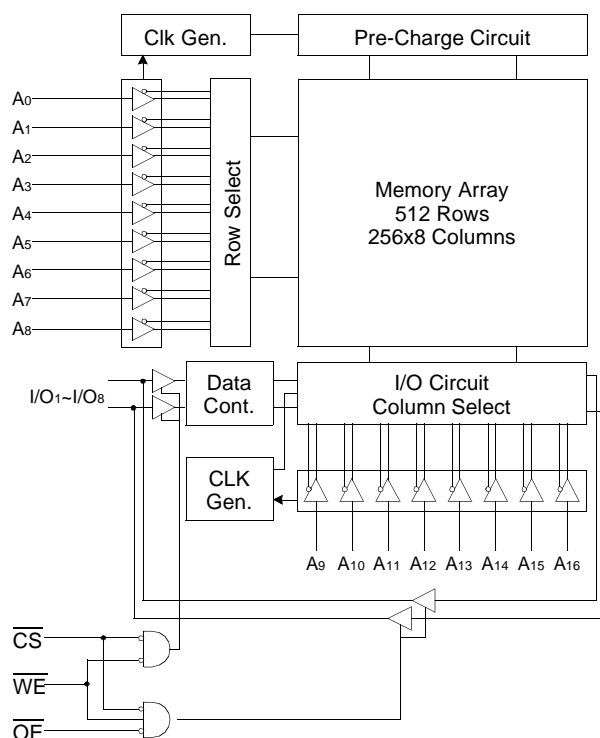 Clk Gen.
Pre-Charge Circuit
A0
A1
A2
A3
A4
A5
A6
A7
A8
Row Select
Memory Array
512 Rows
256x8 Columns
I/O1~I/O8
Data
Cont.
I/O Circuit
Column Select
CLK
Gen.
A9 A10 A11 A12 A13 A14 A15 A16
CS
WE
OE